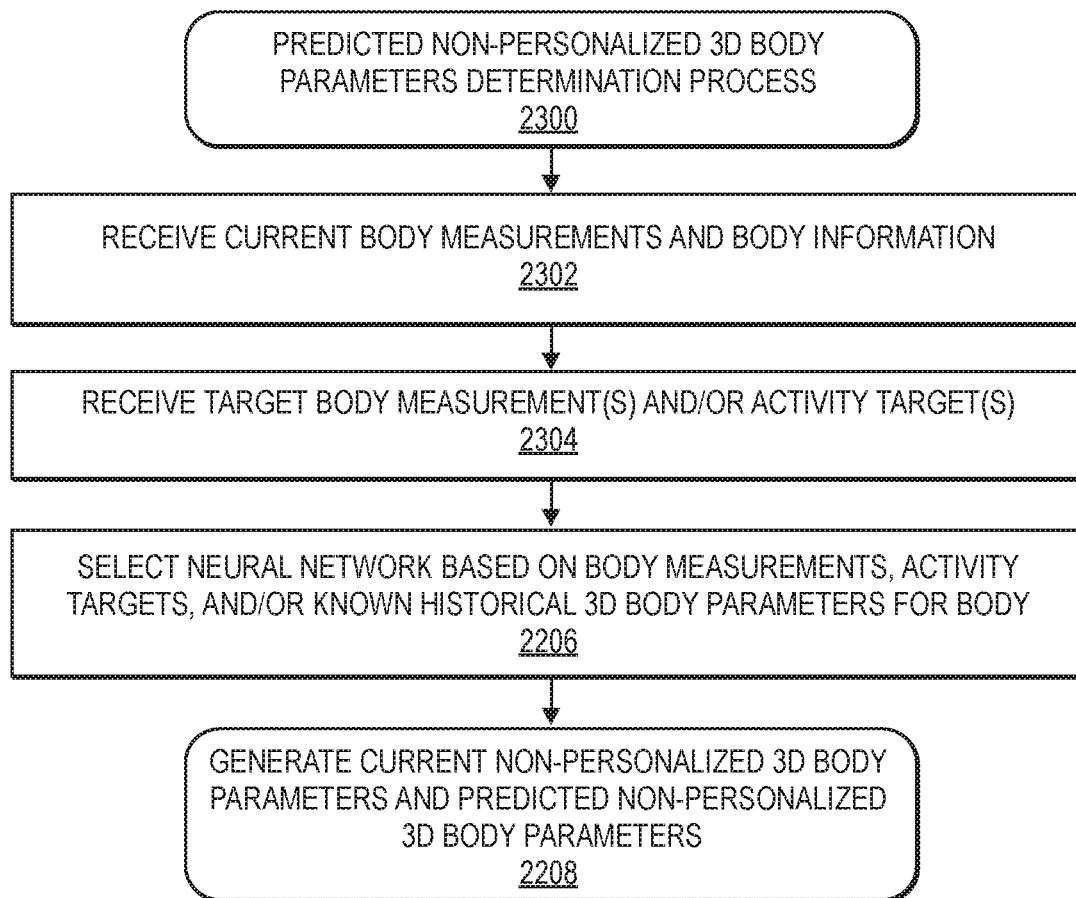 PREDICTED NON-PERSONALIZED 3D BODY
PARAMETERS DETERMINATION PROCESS
2300
RECEIVE CURRENT BODY MEASUREMENTS AND BODY INFORMATION
2302
RECEIVE TARGET BODY MEASUREMENT(S) AND/OR ACTIVITY TARGET(S)
2304
SELECT NEURAL NETWORK BASED ON BODY MEASUREMENTS, ACTIVITY
TARGETS, AND/OR KNOWN HISTORICAL 3D BODY PARAMETERS FOR BODY
2206
GENERATE CURRENT NON-PERSONALIZED 3D BODY
PARAMETERS AND PREDICTED NON-PERSONALIZED
3D BODY PARAMETERS
2208